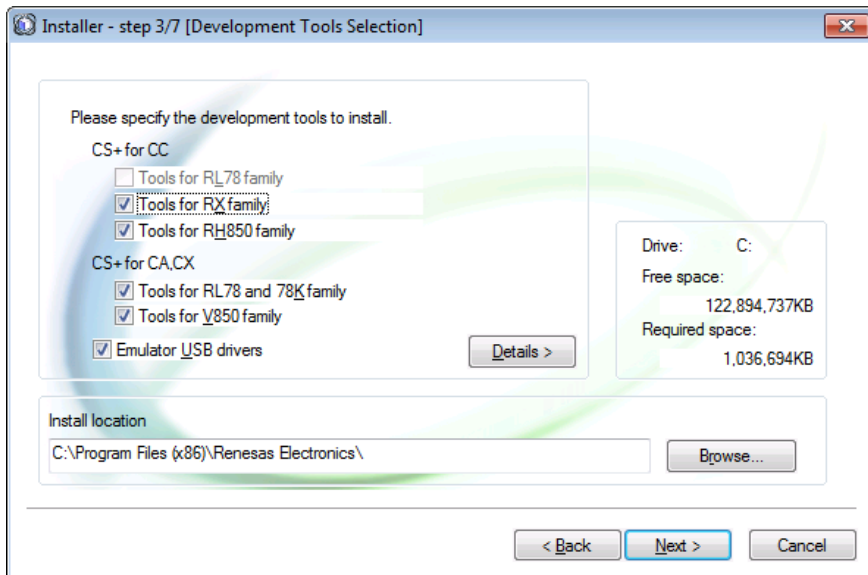 Installer - step 3/7 [Development Tools Selection]
Please specify the development tools to install.
CS+ for CC
Tools for RL78 family
Tools for RX family
Tools for RH850 family
CS+ for CA,CX
Tools for RL78 and 78K family
Tools for V850 family
Emulator USB drivers
Details >
Drive: C:
Free space:
122,894,737KB
Required space:
1,036,694KB
Install location
C:\Program Files (x86)\Renesas Electronics\
Browse...
< Back
Next >
Cancel